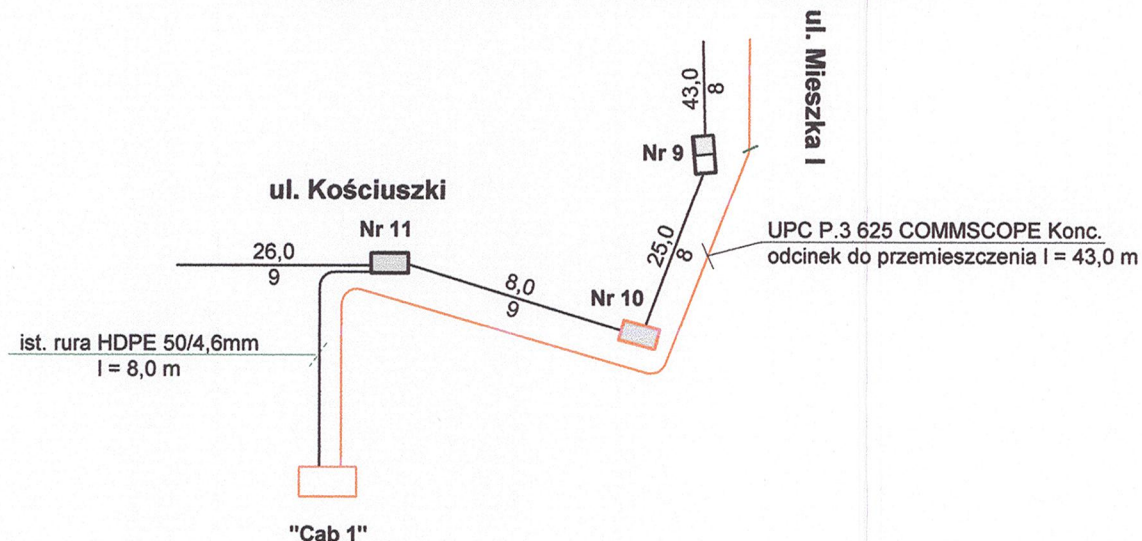 ul. Mieszka I
43,0
8
Nr 9
ul. Kościuszki
Nr 11
26,0
9
25,0
8
UPC P.3 625 COMMSCOPE Konc.
odcinek do przemieszczenia l = 43,0 m
8,0
9
Nr 10
ist. rura HDPE 50/4,6mm
l = 8,0 m
"Cab 1"